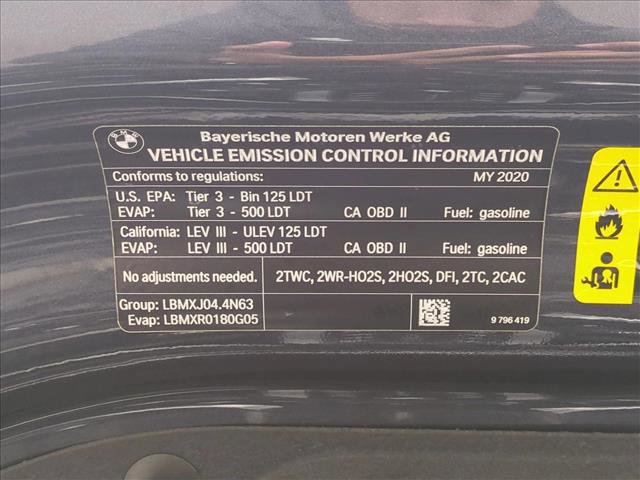 BMW
Bayerische Motoren Werke AG
VEHICLE EMISSION CONTROL INFORMATION
Conforms to regulations: MY 2020
U.S. EPA: Tier 3 - Bin 125 LDT
EVAP: Tier 3 - 500 LDT CA OBD II Fuel: gasoline
California: LEV III - ULEV 125 LDT
EVAP: LEV III - 500 LDT CA OBD II Fuel: gasoline
No adjustments needed. 2TWC, 2WR-HO2S, 2HO2S, DFI, 2TC, 2CAC
Group: LBMXJ04.4N63
Evap: LBMXR0180G05 9 796 419